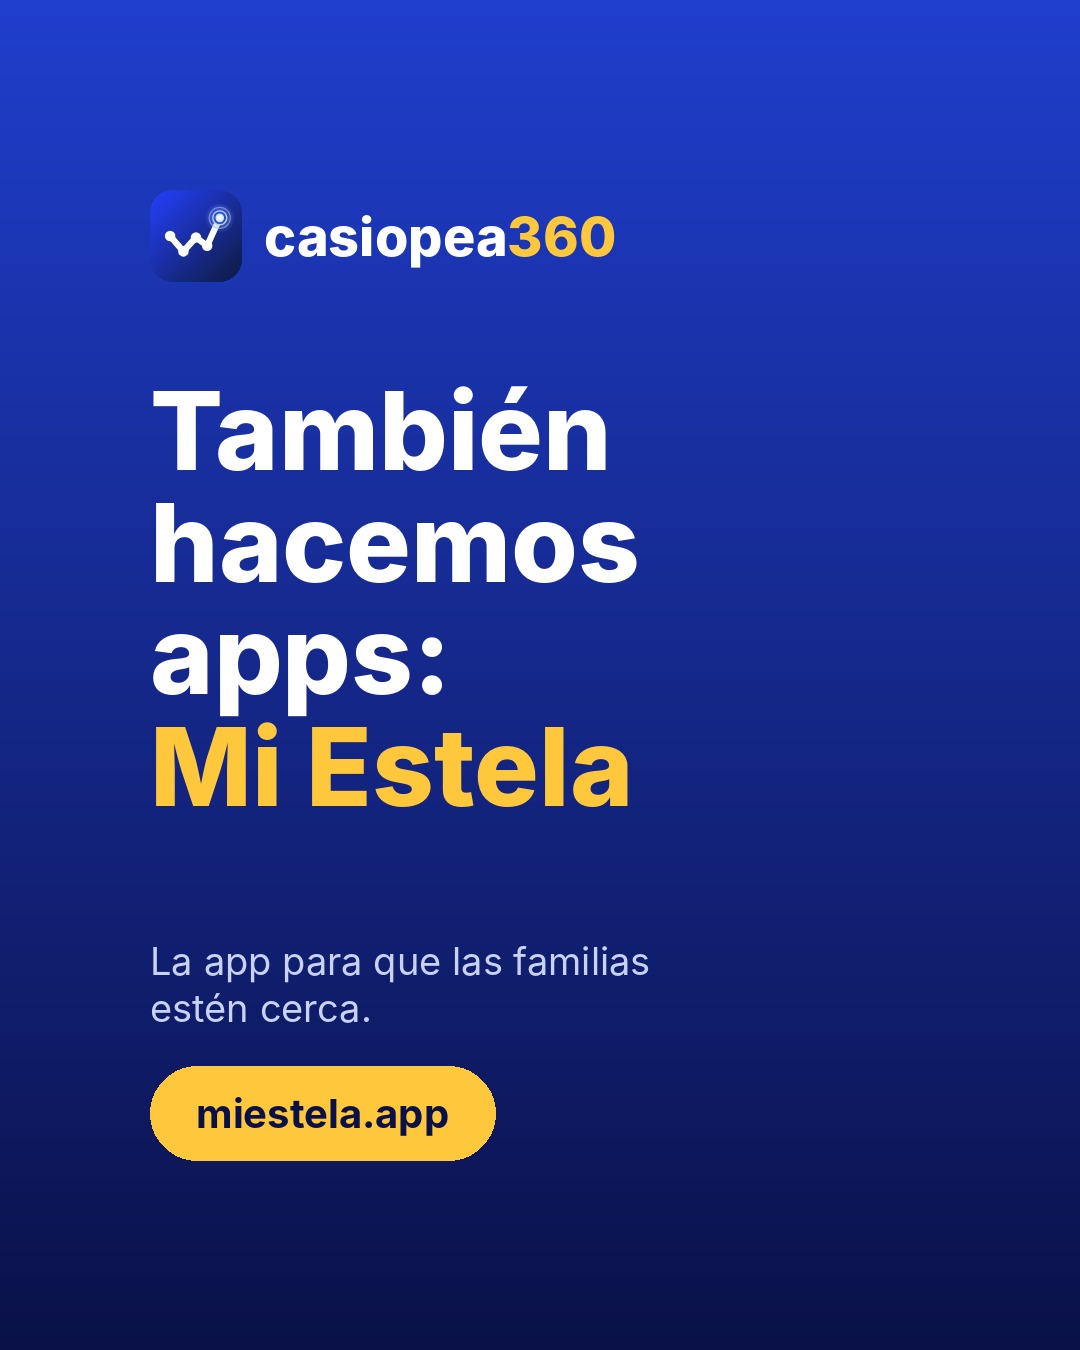 casiopea360
También
hacemos
apps:
Mi Estela
La app para que las familias
estén cerca.
miestela.app